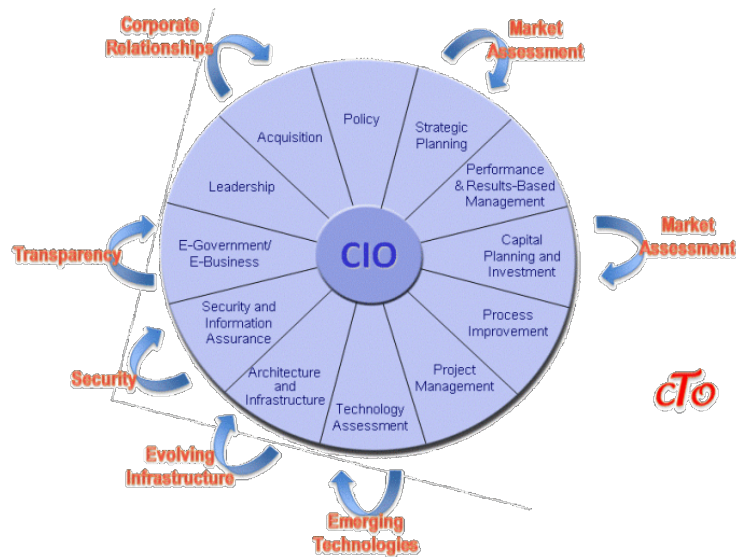 Corporate
Relationships
Market
Assessment
Policy
Acquisition
Strategic
Planning
Leadership
Performance
& Results-Based
Management
Transparency
E-Government/
E-Business
CIO
Capital
Planning and
Investment
Market
Assessment
Security and
Information
Assurance
Process
Improvement
Security
Architecture
and
Infrastructure
Technology
Assessment
Project
Management
cTo
Evolving
Infrastructure
Emerging
Technologies